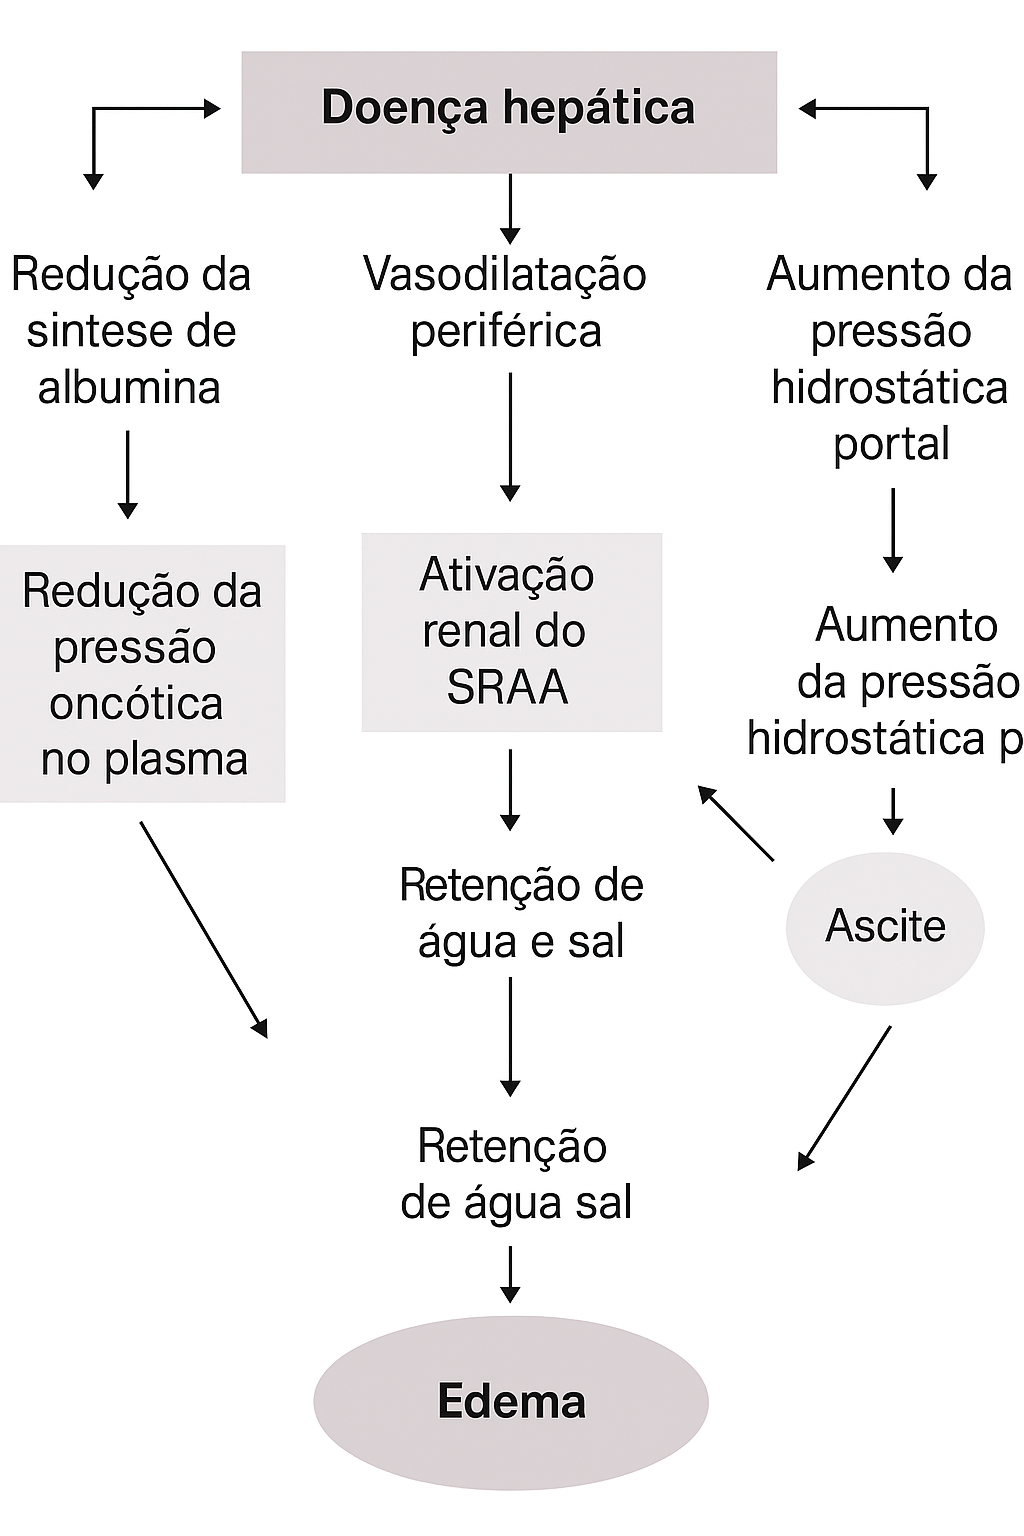 Doença hepática
Redução da
sintese de
albumina
Vasodilatação
periférica
Aumento da
pressão
hidrostática
portal
Redução da
pressão
oncótica
no plasma
Ativação
renal do
SRAA
Aumento
da pressão
hidrostática p
Retenção de
água e sal
Ascite
Retenção
de água sal
Edema